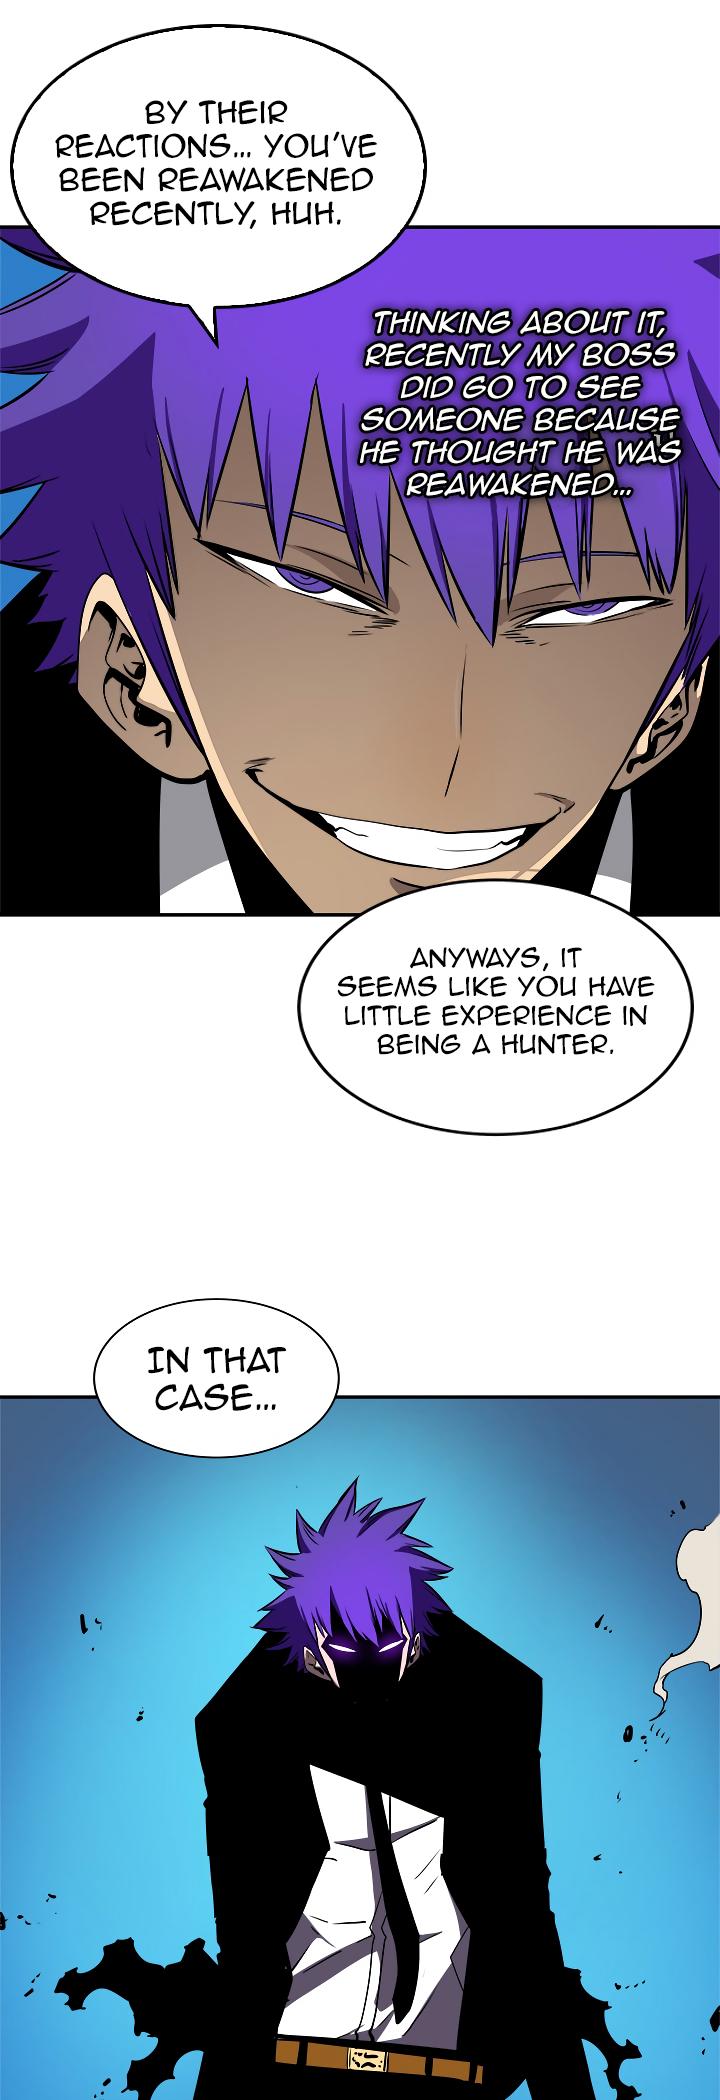 BY THEIR
REACTIONS... YOU'VE
BEEN REAWAKENED
RECENTLY, HUH.
THINKING ABOUT IT,
RECENTLY MY BOSS
DID GO TO SEE
SOMEONE BECAUSE
HE THOUGHT HE WAS
REAWAKENED...
ANYWAYS, IT
SEEMS LIKE YOU HAVE
LITTLE EXPERIENCE IN
BEING A HUNTER.
IN THAT
CASE...